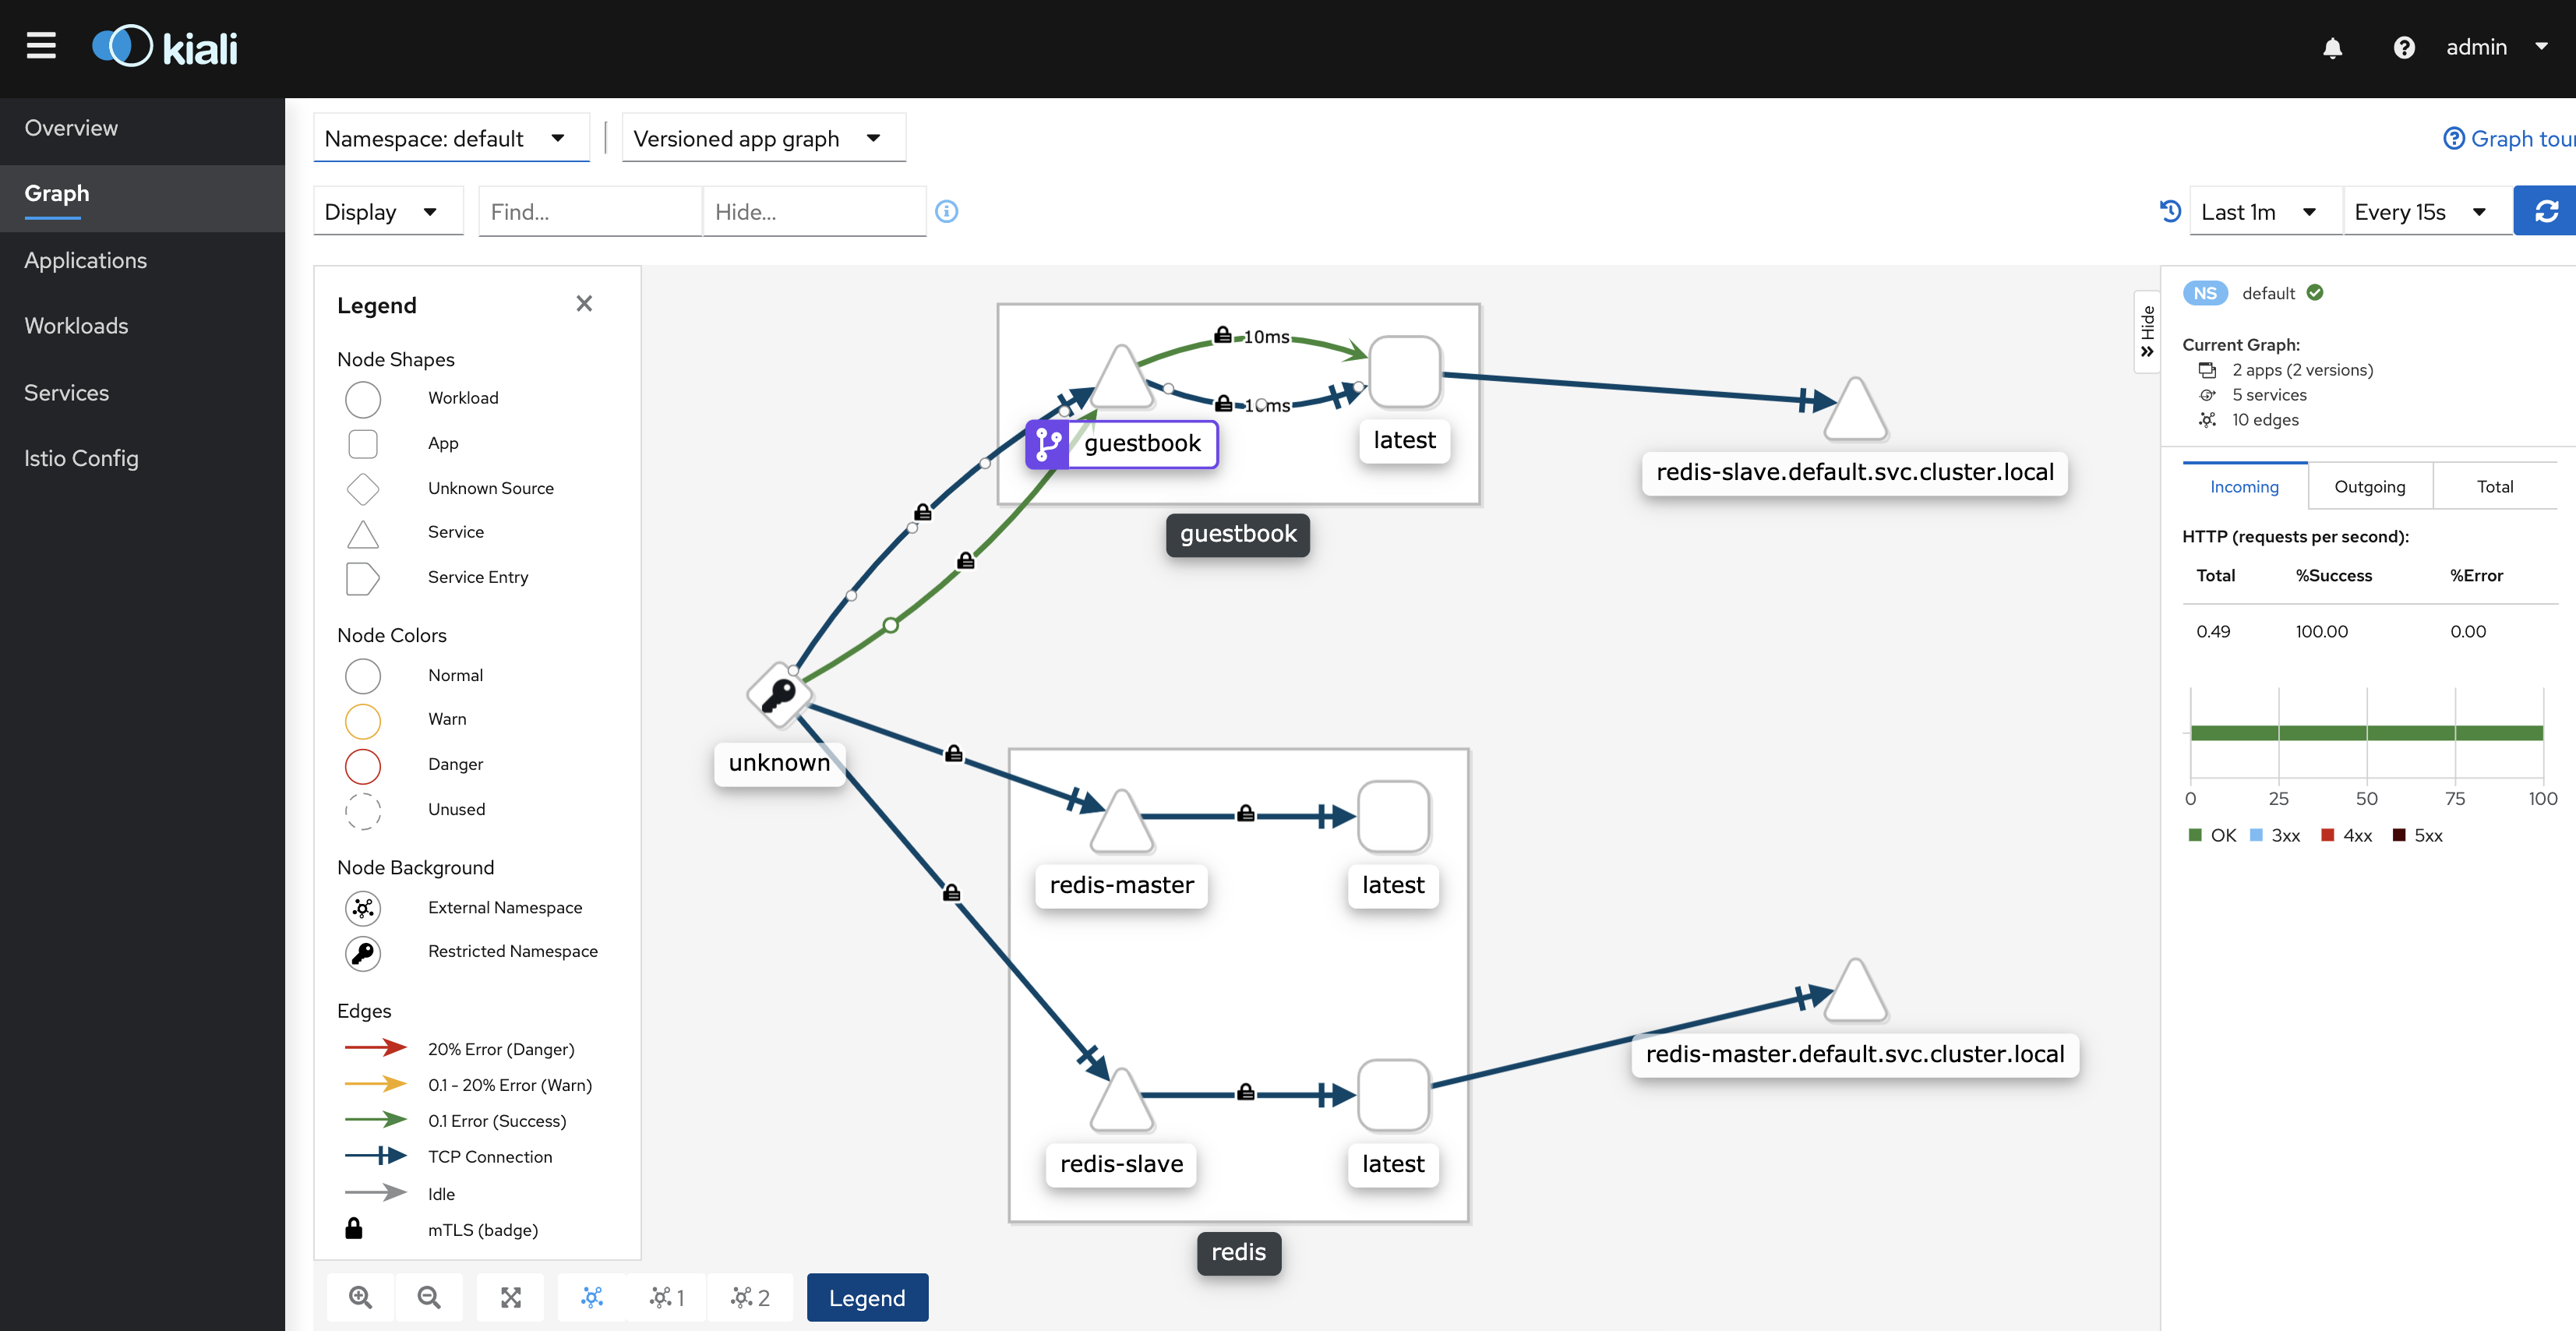 kiali
admin
Overview
Graph
Applications
Workloads
Services
Istio Config
Namespace: default
Versioned app graph
Graph tour
Display
Find...
Hide...
Last 1m
Every 15s
Legend
Node Shapes
Workload
App
Unknown Source
Service
Service Entry
Node Colors
Normal
Warn
Danger
Unused
Node Background
External Namespace
Restricted Namespace
Edges
20% Error (Danger)
0.1 - 20% Error (Warn)
0.1 Error (Success)
TCP Connection
Idle
mTLS (badge)
1
2
Legend
10ms
10ms
guestbook
latest
guestbook
redis-slave.default.svc.cluster.local
unknown
redis-master
latest
redis-master.default.svc.cluster.local
redis-slave
latest
redis
Hide
NS default
Current Graph:
2 apps (2 versions)
5 services
10 edges
Incoming
Outgoing
Total
HTTP (requests per second):
Total %Success %Error
0.49 100.00 0.00
0 25 50 75 100
OK 3xx 4xx 5xx